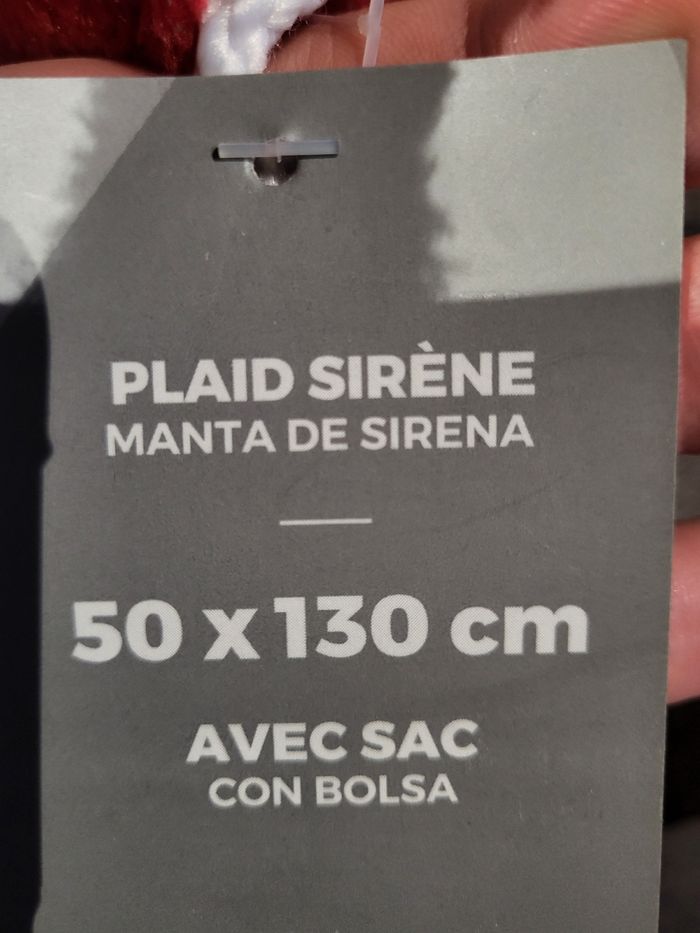 PLAID SIRÈNE
MANTA DE SIRENA
50 x 130 cm
AVEC SAC
CON BOLSA